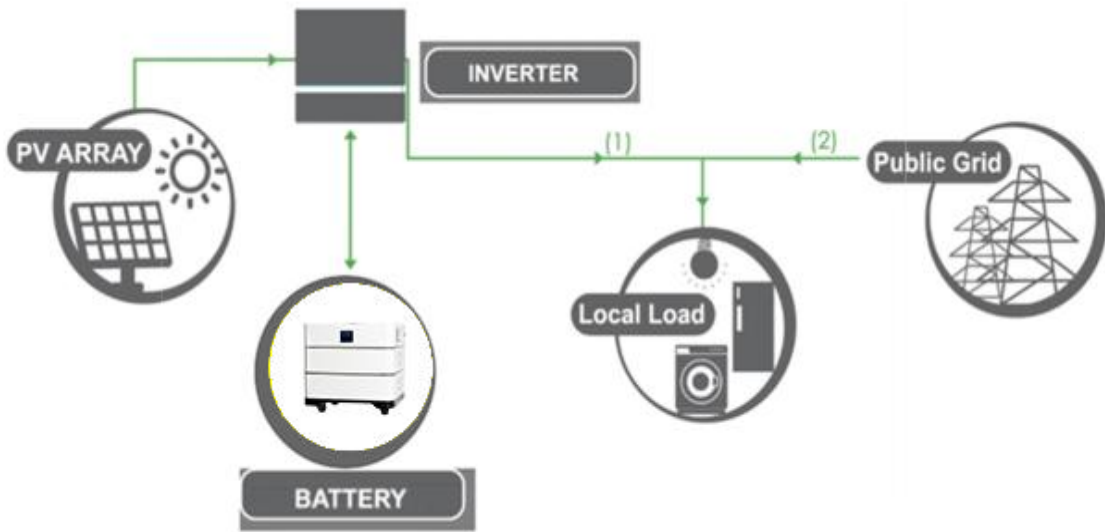 INVERTER
PV ARRAY
(1)
(2)
Public Grid
Local Load
BATTERY